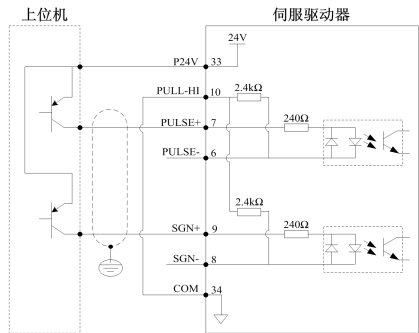 上位机
伺服驱动器
24V
P24V 33
PULL-HI 10
2.4kΩ
PULSE+ 7
240Ω
PULSE- 6
2.4kΩ
SGN+ 9
240Ω
SGN- 8
COM 34